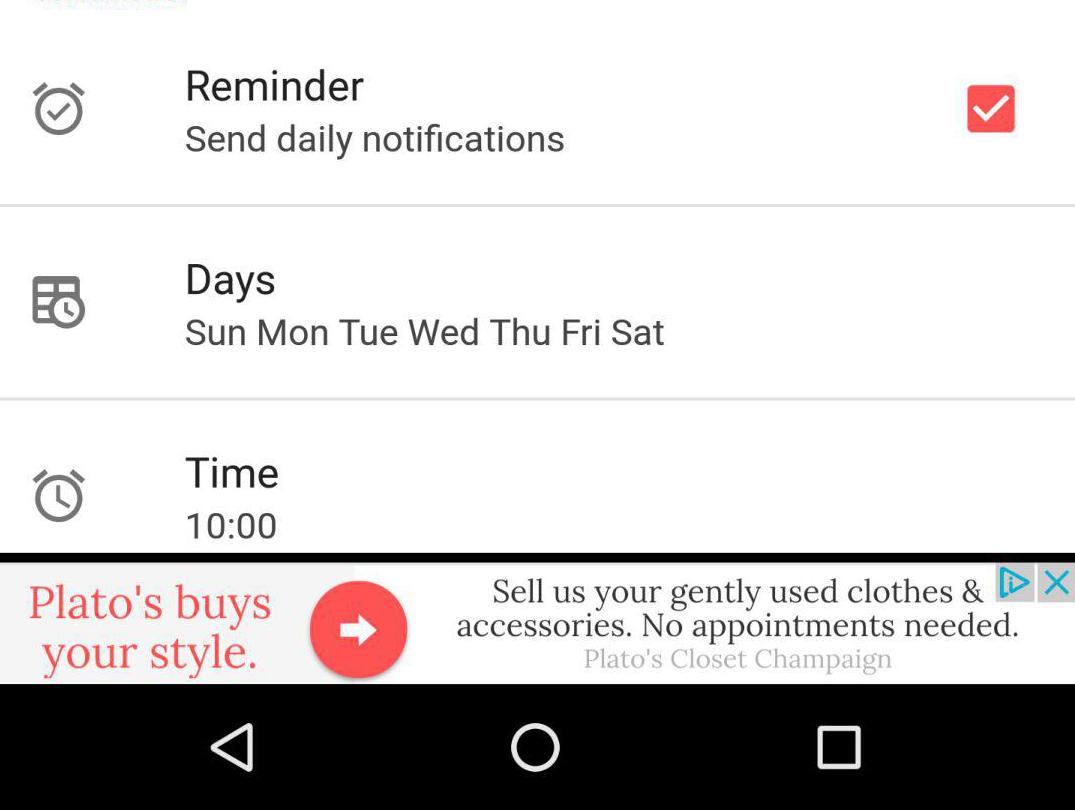 Reminder
Send daily notifications
Days
Sun Mon Tue Wed Thu Fri Sat
Time
10:00
Plato's buys
your style.
Sell us your gently used clothes &
accessories. No appointments needed.
Plato's Closet Champaign